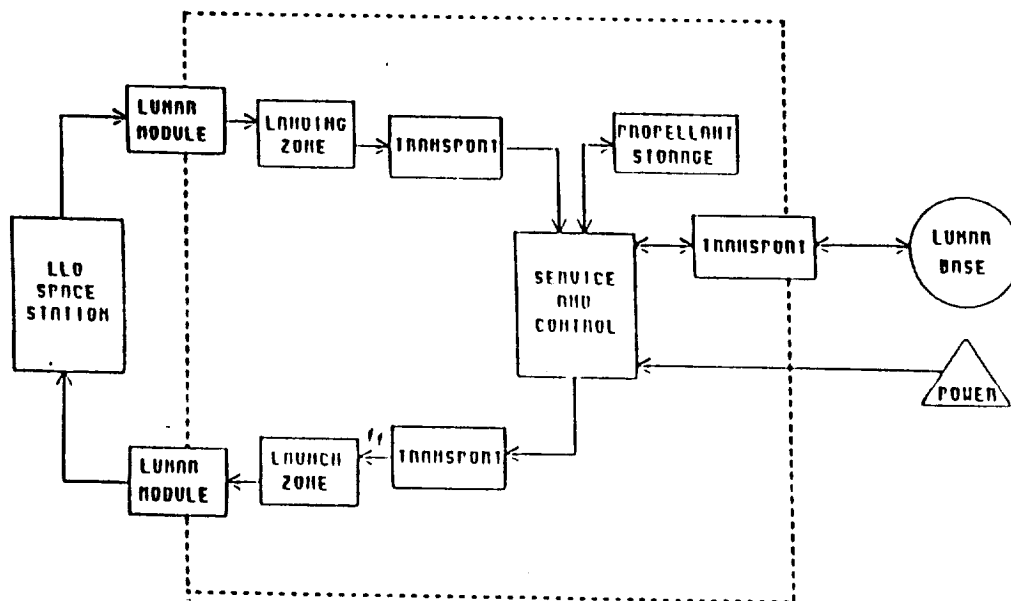 LUNAR
MODULE
LANDING
ZONE
TRANSPORT
PROPELLANT
STORAGE
LLO
SPACE
STATION
SERVICE
AND
CONTROL
TRANSPORT
LUNAR
BASE
POWER
LUNAR
MODULE
LAUNCH
ZONE
TRANSPORT